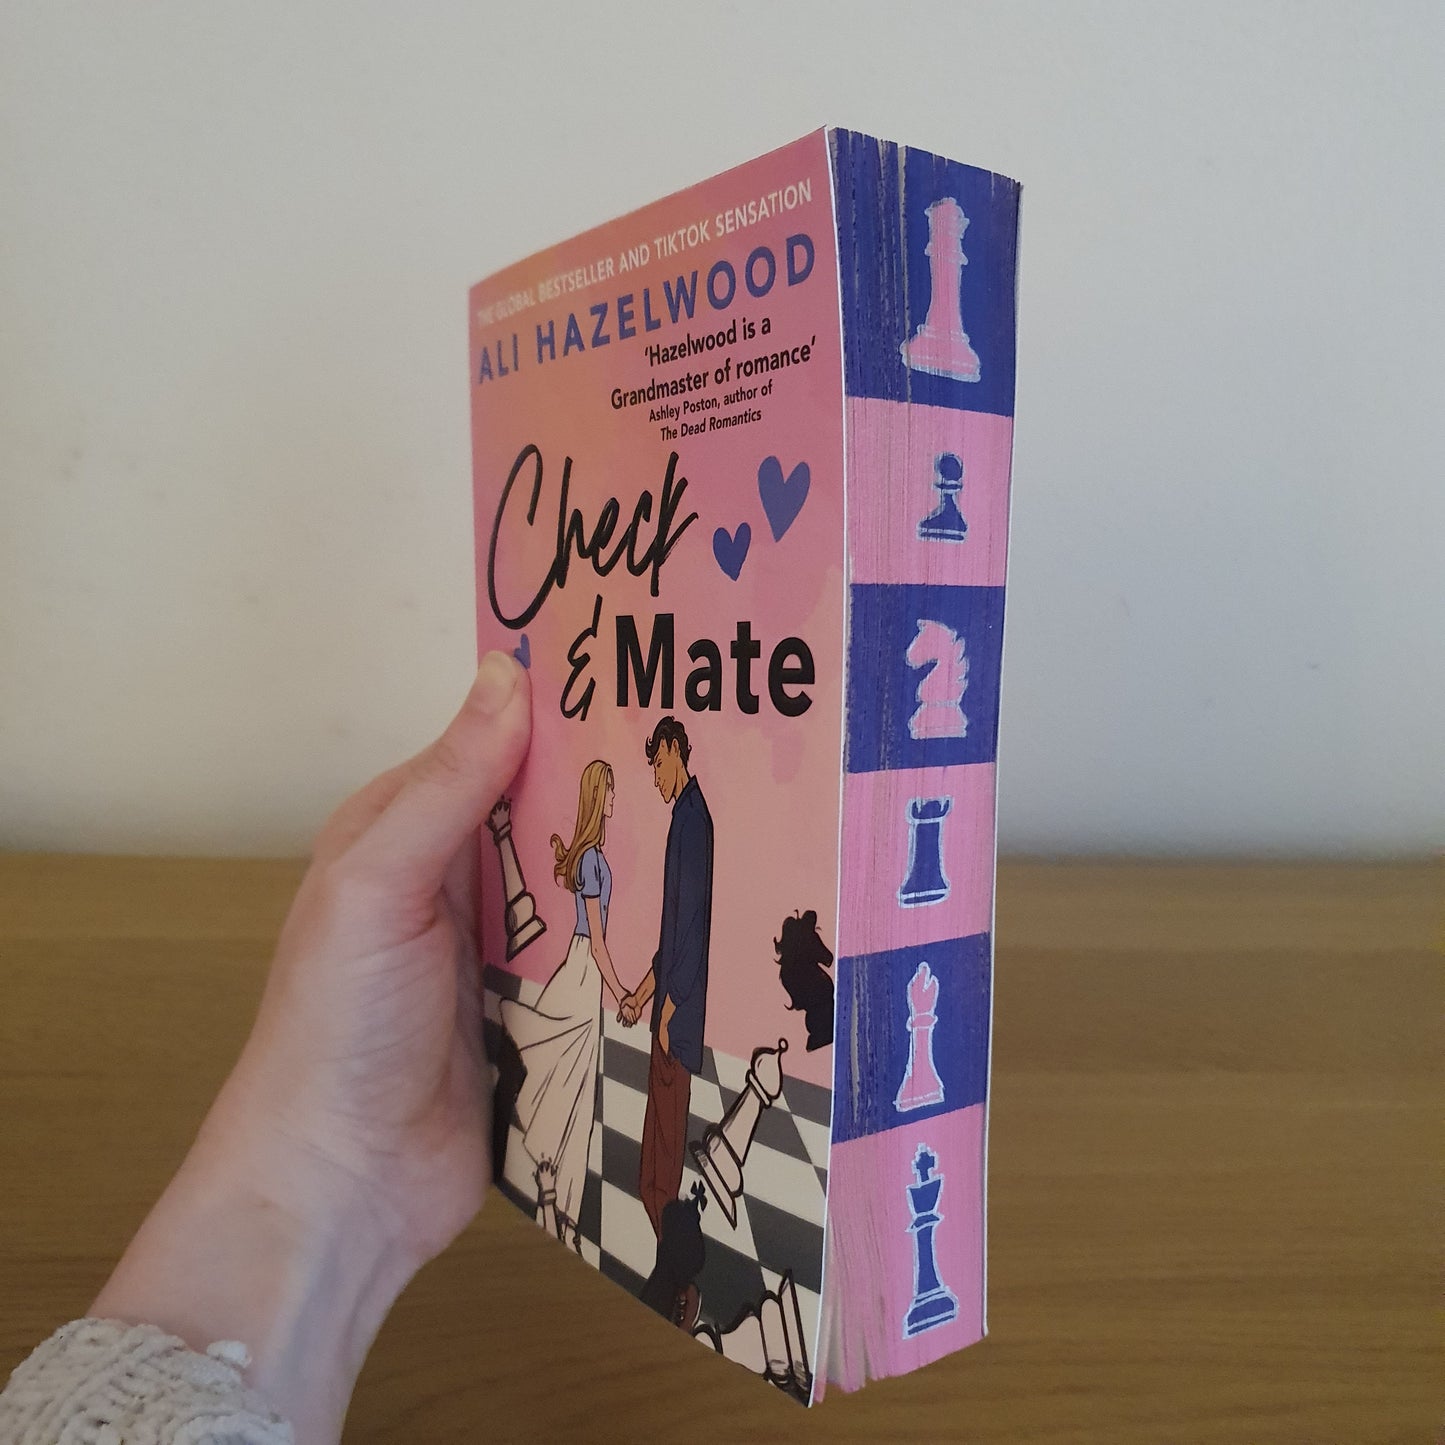 THE GLOBAL BESTSELLER AND TIKTOK SENSATION
ALI HAZELWOOD
‘Hazelwood is a
Grandmaster of romance’
Ashley Poston, author of
The Dead Romantics
Check
& Mate